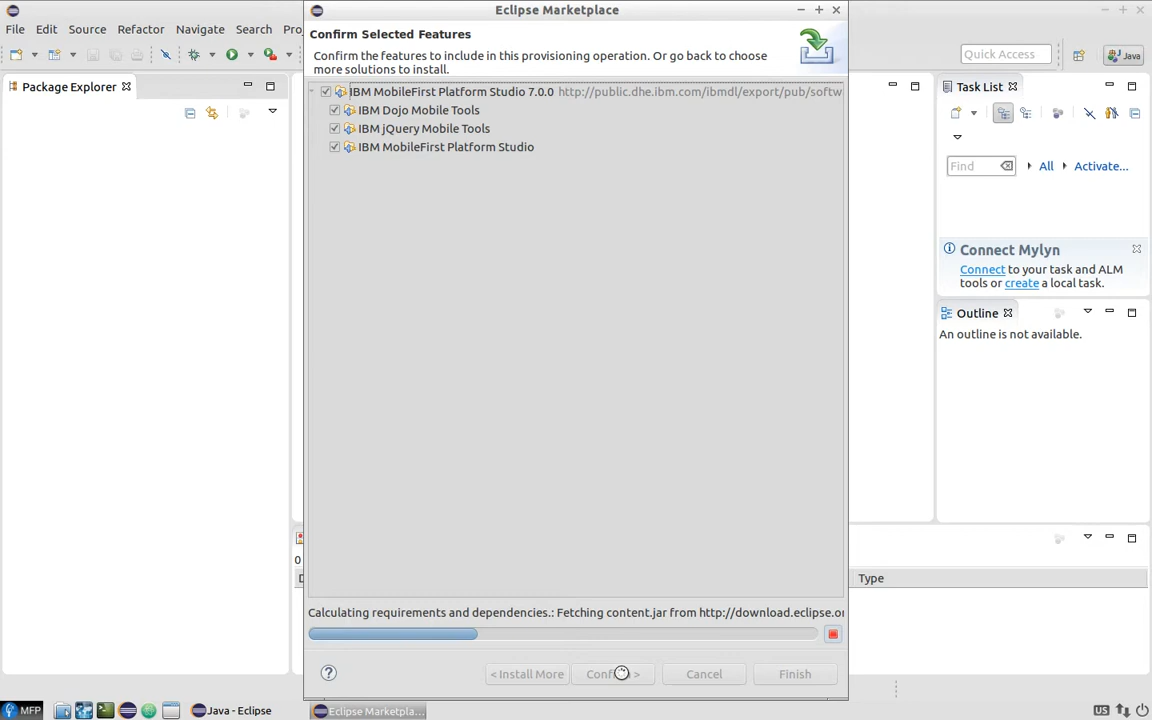 Eclipse Marketplace
File Edit Source Refactor Navigate Search Pro
Confirm Selected Features
Confirm the features to include in this provisioning operation. Or go back to choose
more solutions to install.
Quick Access
Java
Package Explorer
Task List
IBM MobileFirst Platform Studio 7.0.0 http://public.dhe.ibm.com/ibmdl/export/pub/softw
IBM Dojo Mobile Tools
IBM jQuery Mobile Tools
IBM MobileFirst Platform Studio
Find
All
Activate...
Connect Mylyn
Connect to your task and ALM
tools or create a local task.
Outline
An outline is not available.
0
Type
Calculating requirements and dependencies.: Fetching content.jar from http://download.eclipse.or
?
< Install More
Confi >
Cancel
Finish
MFP
Java - Eclipse
Eclipse Marketpla...
US